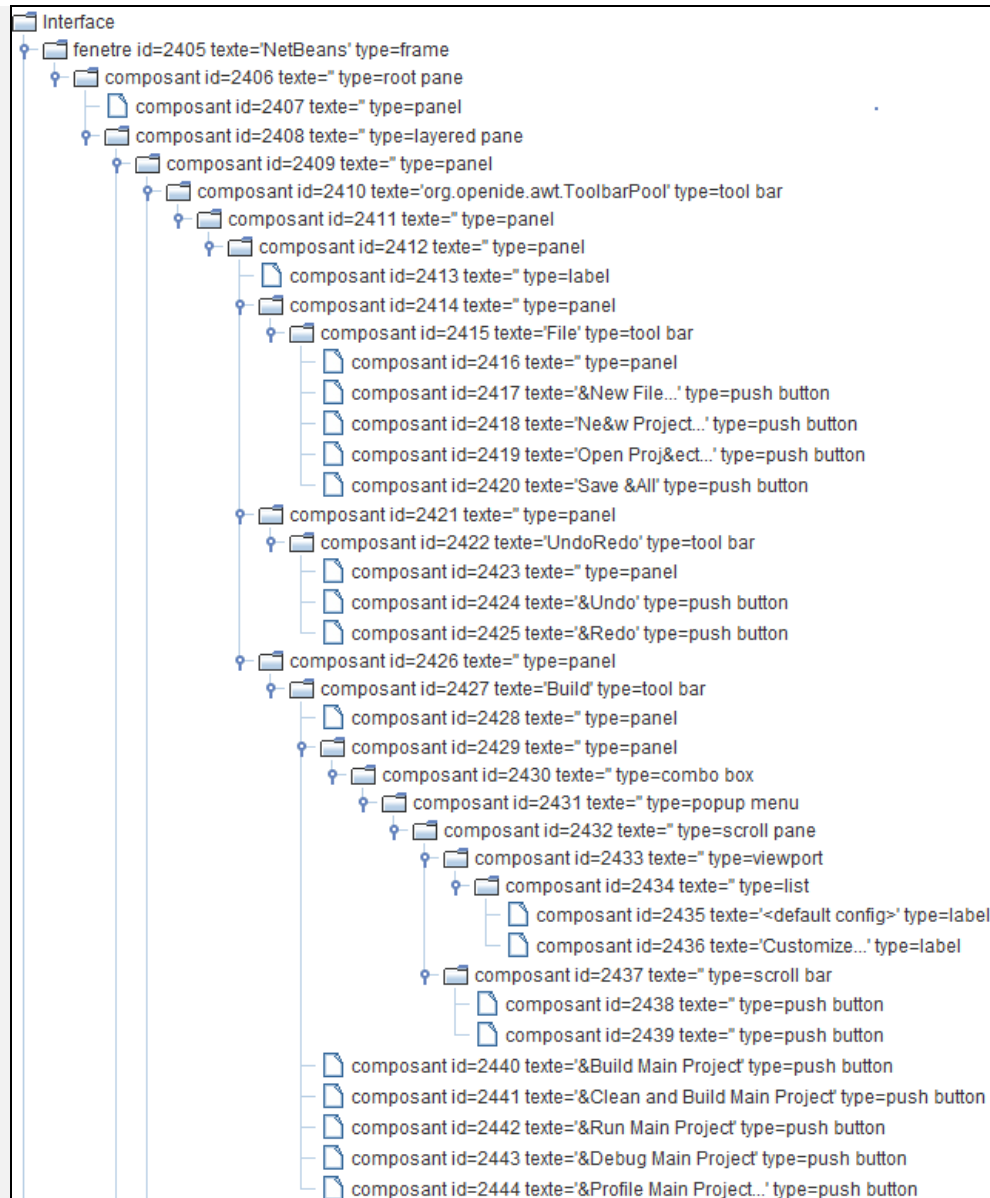 Interface
fenetre id=2405 texte='NetBeans' type=frame
composant id=2406 texte='' type=root pane
composant id=2407 texte='' type=panel
composant id=2408 texte='' type=layered pane
composant id=2409 texte='' type=panel
composant id=2410 texte='org.openide.awt.ToolbarPool' type=tool bar
composant id=2411 texte='' type=panel
composant id=2412 texte='' type=panel
composant id=2413 texte='' type=label
composant id=2414 texte='' type=panel
composant id=2415 texte='File' type=tool bar
composant id=2416 texte='' type=panel
composant id=2417 texte='&New File...' type=push button
composant id=2418 texte='Ne&w Project...' type=push button
composant id=2419 texte='Open Proj&ect...' type=push button
composant id=2420 texte='Save &All' type=push button
composant id=2421 texte='' type=panel
composant id=2422 texte='UndoRedo' type=tool bar
composant id=2423 texte='' type=panel
composant id=2424 texte='&Undo' type=push button
composant id=2425 texte='&Redo' type=push button
composant id=2426 texte='' type=panel
composant id=2427 texte='Build' type=tool bar
composant id=2428 texte='' type=panel
composant id=2429 texte='' type=panel
composant id=2430 texte='' type=combo box
composant id=2431 texte='' type=popup menu
composant id=2432 texte='' type=scroll pane
composant id=2433 texte='' type=viewport
composant id=2434 texte='' type=list
composant id=2435 texte='<default config>' type=label
composant id=2436 texte='Customize...' type=label
composant id=2437 texte='' type=scroll bar
composant id=2438 texte='' type=push button
composant id=2439 texte='' type=push button
composant id=2440 texte='&Build Main Project' type=push button
composant id=2441 texte='&Clean and Build Main Project' type=push button
composant id=2442 texte='&Run Main Project' type=push button
composant id=2443 texte='&Debug Main Project' type=push button
composant id=2444 texte='&Profile Main Project...' type=push button